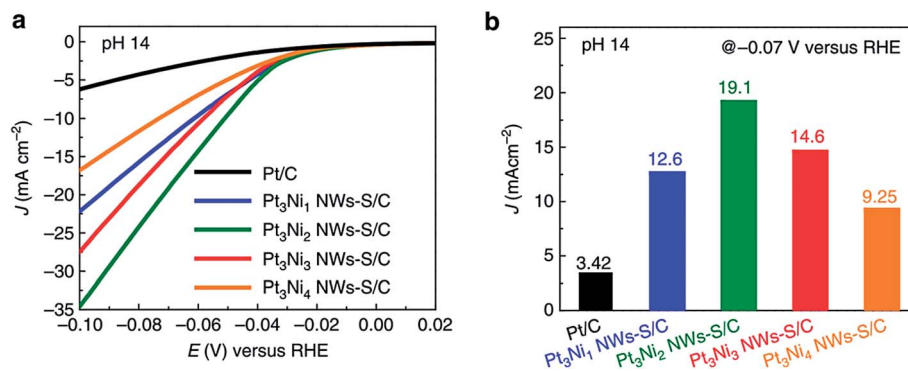 a
pH 14
0
−5
−10
−15
−20
−25
−30
−35
J (mA cm⁻²)
Pt/C
Pt₃Ni₁ NWs-S/C
Pt₃Ni₂ NWs-S/C
Pt₃Ni₃ NWs-S/C
Pt₃Ni₄ NWs-S/C
−0.10 −0.08 −0.06 −0.04 −0.02 0.00 0.02
E (V) versus RHE
b
pH 14 @−0.07 V versus RHE
25
20
15
10
5
0
J (mAcm⁻²)
3.42
12.6
19.1
14.6
9.25
Pt/C
Pt₃Ni₁ NWs-S/C
Pt₃Ni₂ NWs-S/C
Pt₃Ni₃ NWs-S/C
Pt₃Ni₄ NWs-S/C